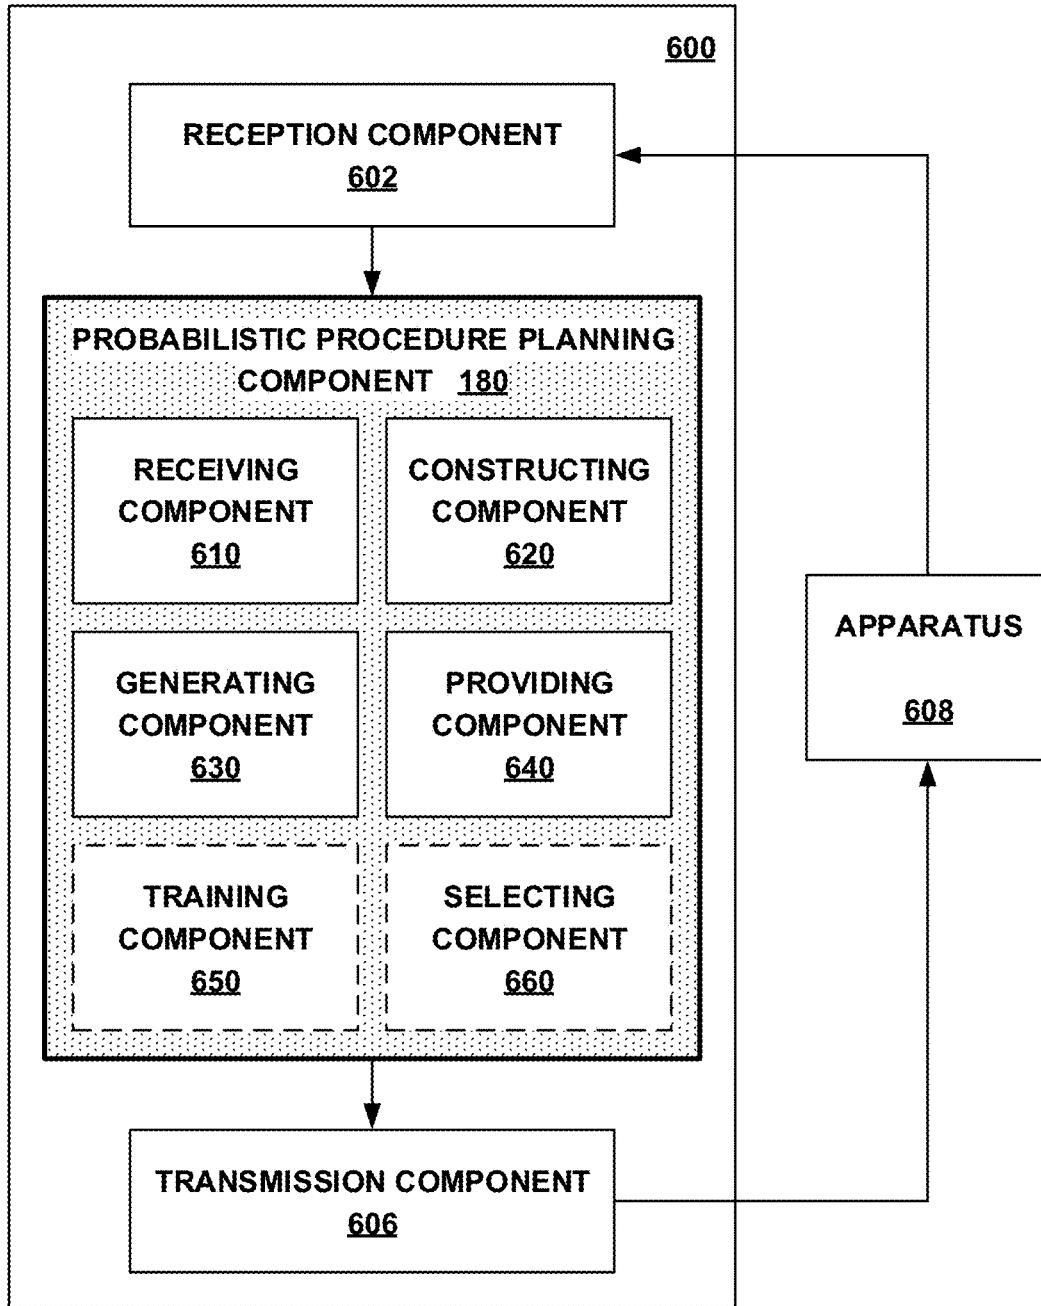 600
RECEPTION COMPONENT
602
PROBABILISTIC PROCEDURE PLANNING
COMPONENT 180
RECEIVING
COMPONENT
610
CONSTRUCTING
COMPONENT
620
GENERATING
COMPONENT
630
PROVIDING
COMPONENT
640
APPARATUS
608
TRAINING
COMPONENT
650
SELECTING
COMPONENT
660
TRANSMISSION COMPONENT
606